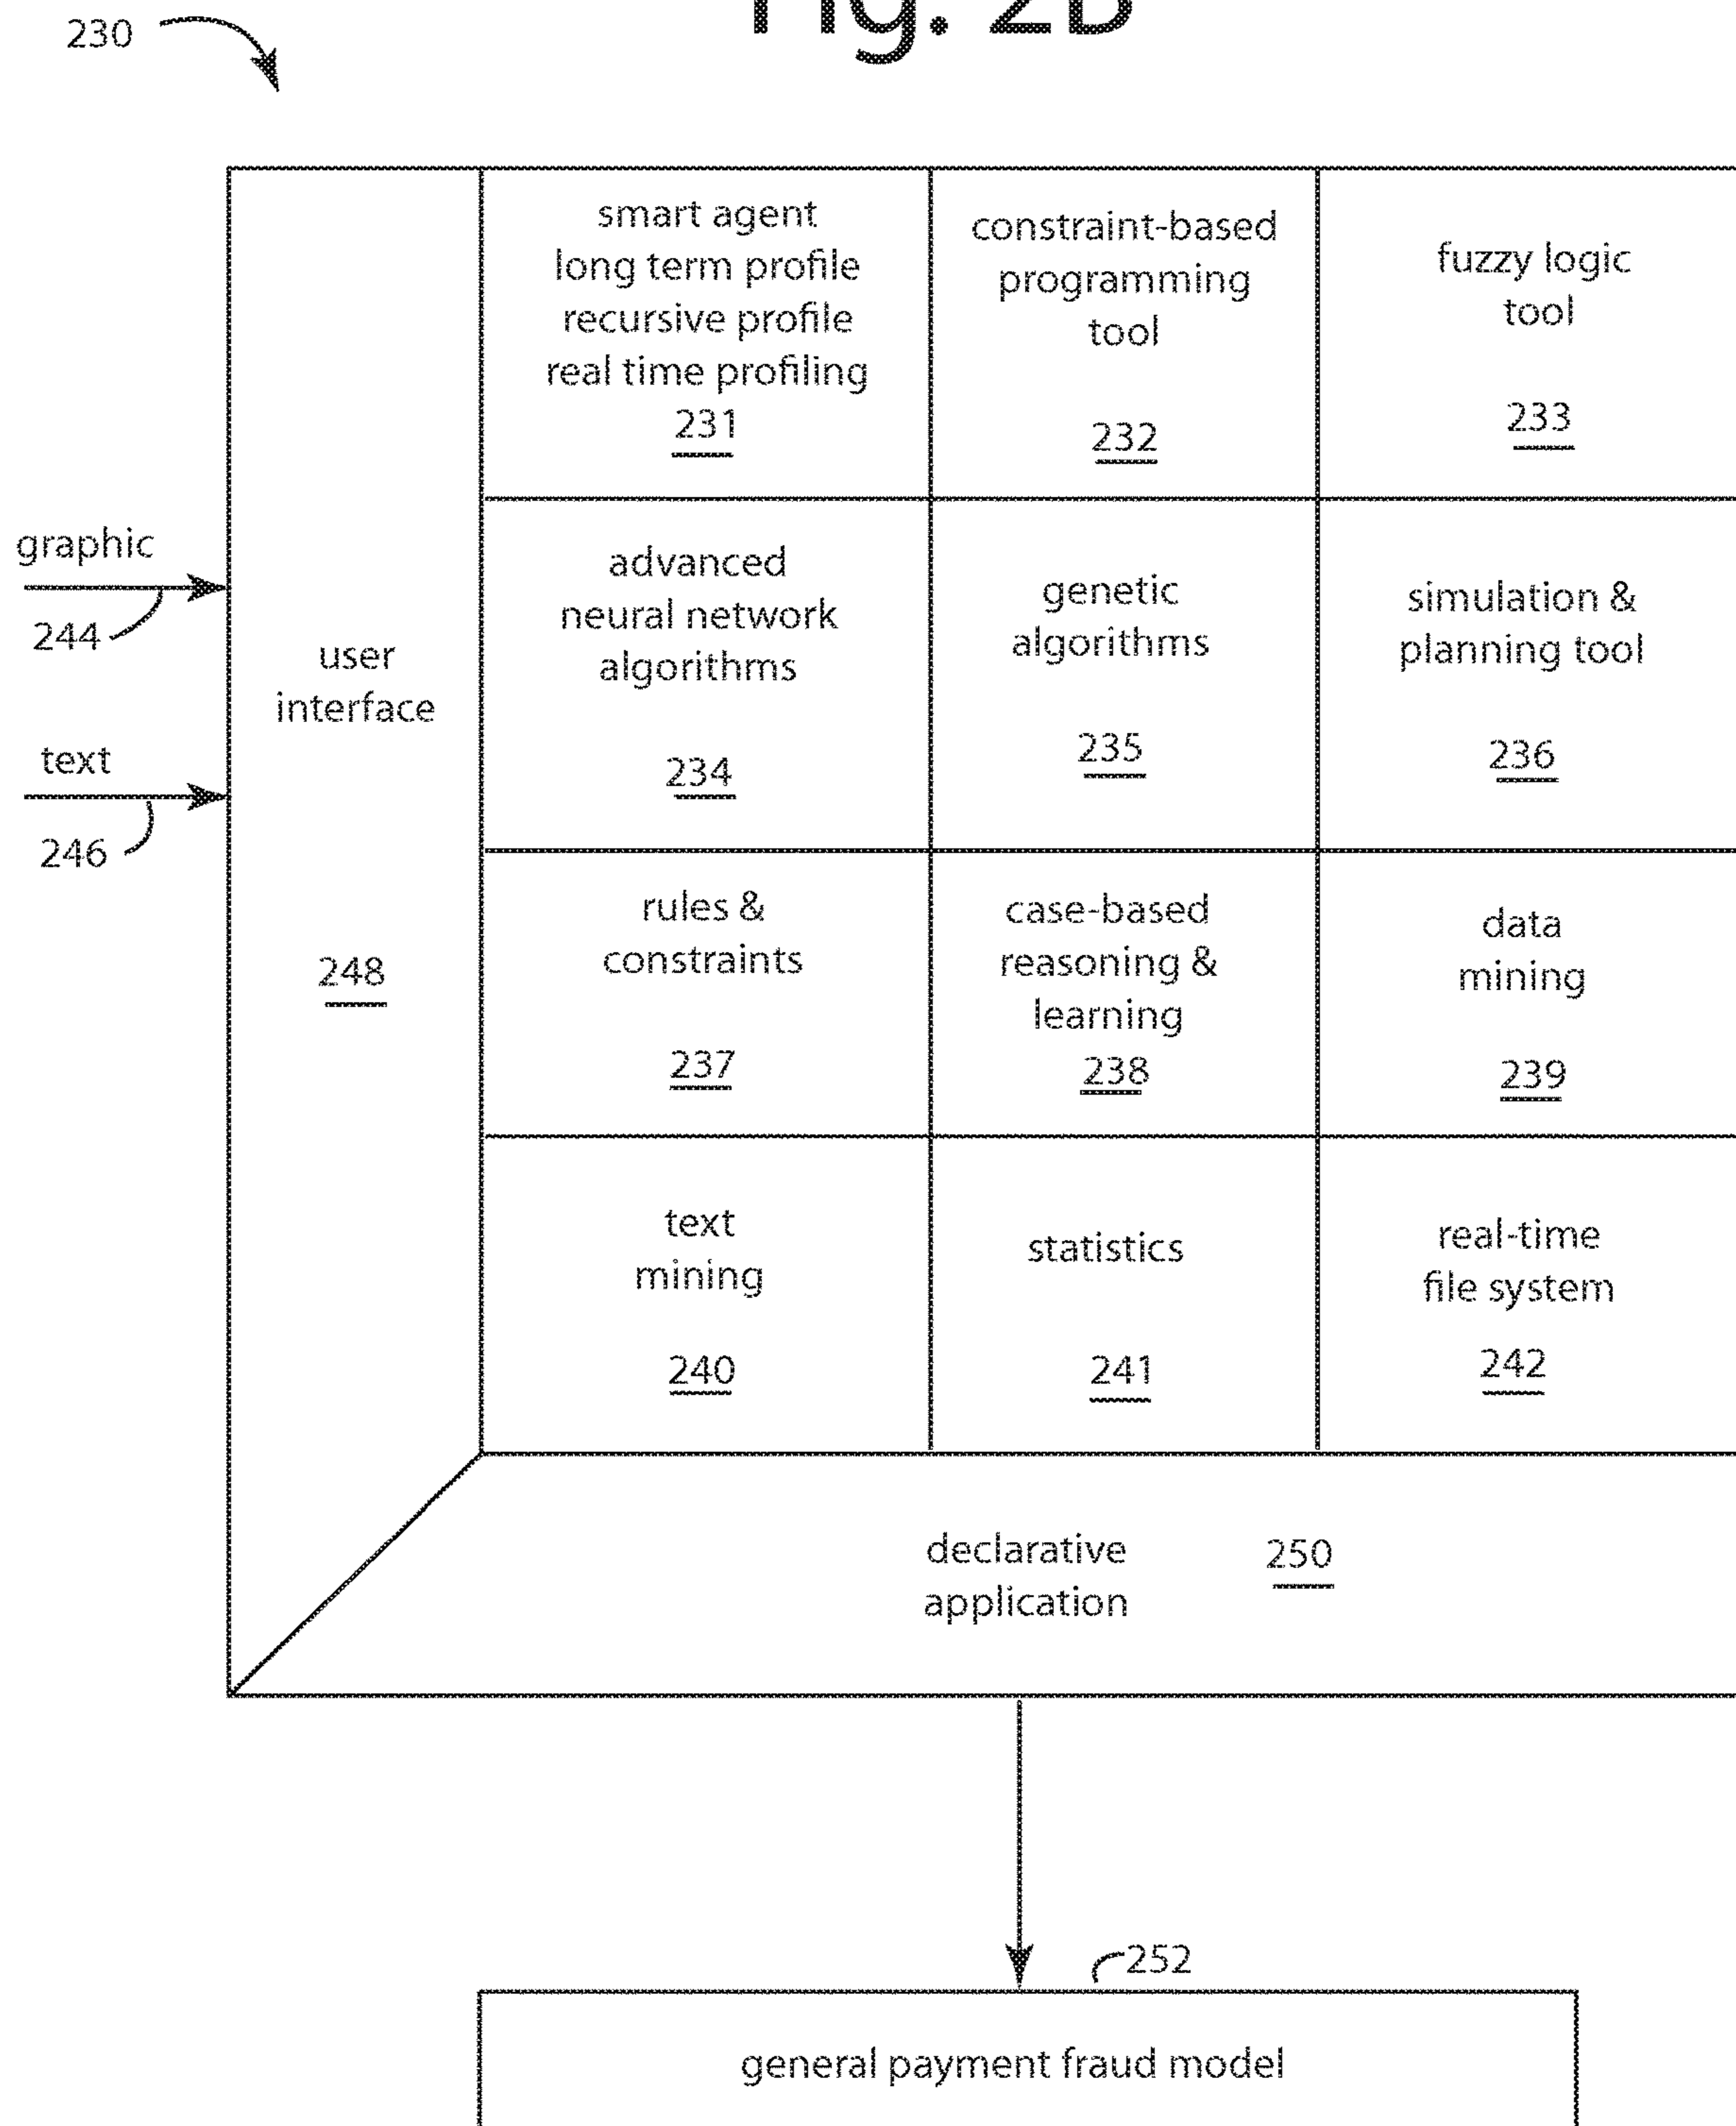 Fig. 2B
230
smart agent
long term profile
recursive profile
real time profiling
231
constraint-based
programming
tool
232
fuzzy logic
tool
233
graphic
244
text
246
user
interface
248
advanced
neural network
algorithms
234
genetic
algorithms
235
simulation &
planning tool
236
rules &
constraints
237
case-based
reasoning &
learning
238
data
mining
239
text
mining
240
statistics
241
real-time
file system
242
declarative
application
250
252
general payment fraud model